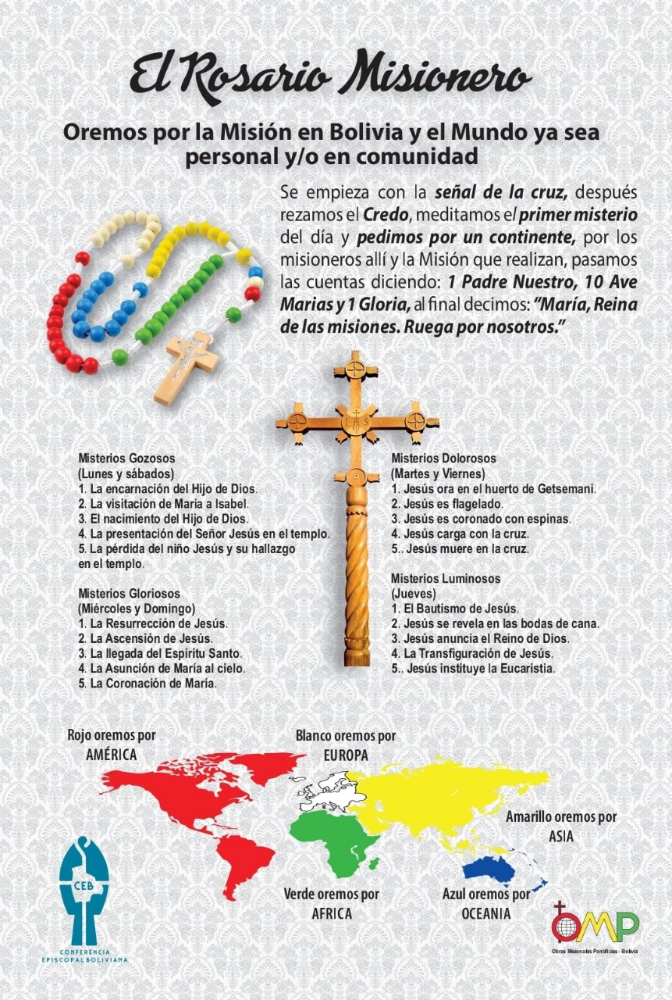 El Rosario Misionero
Oremos por la Misión en Bolivia y el Mundo ya sea
personal y/o en comunidad
Se empieza con la señal de la cruz, después
rezamos el Credo, meditamos el primer misterio
del día y pedimos por un continente, por los
misioneros allí y la Misión que realizan, pasamos
las cuentas diciendo: 1 Padre Nuestro, 10 Ave
Marias y 1 Gloria, al final decimos: “María, Reina
de las misiones. Ruega por nosotros.”
IHS
Misterios Gozosos
(Lunes y sábados)
1. La encarnación del Hijo de Dios.
2. La visitación de María a Isabel.
3. El nacimiento del Hijo de Dios.
4. La presentación del Señor Jesús en el templo.
5. La pérdida del niño Jesús y su hallazgo
en el templo.
Misterios Gloriosos
(Miércoles y Domingo)
1. La Resurrección de Jesús.
2. La Ascensión de Jesús.
3. La llegada del Espíritu Santo.
4. La Asunción de María al cielo.
5. La Coronación de María.
Misterios Dolorosos
(Martes y Viernes)
1. Jesús ora en el huerto de Getsemani.
2. Jesús es flagelado.
3. Jesús es coronado con espinas.
4. Jesús carga con la cruz.
5.. Jesús muere en la cruz.
Misterios Luminosos
(Jueves)
1. El Bautismo de Jesús.
2. Jesús se revela en las bodas de cana.
3. Jesús anuncia el Reino de Dios.
4. La Transfiguración de Jesús.
5.. Jesús instituye la Eucaristia.
Rojo oremos por
AMÉRICA
Blanco oremos por
EUROPA
Amarillo oremos por
ASIA
Verde oremos por
AFRICA
Azul oremos por
OCEANIA
CEB
CONFERENCIA
EPISCOPAL BOLIVIANA
OMP
Obras Misionales Pontificias - Bolivia